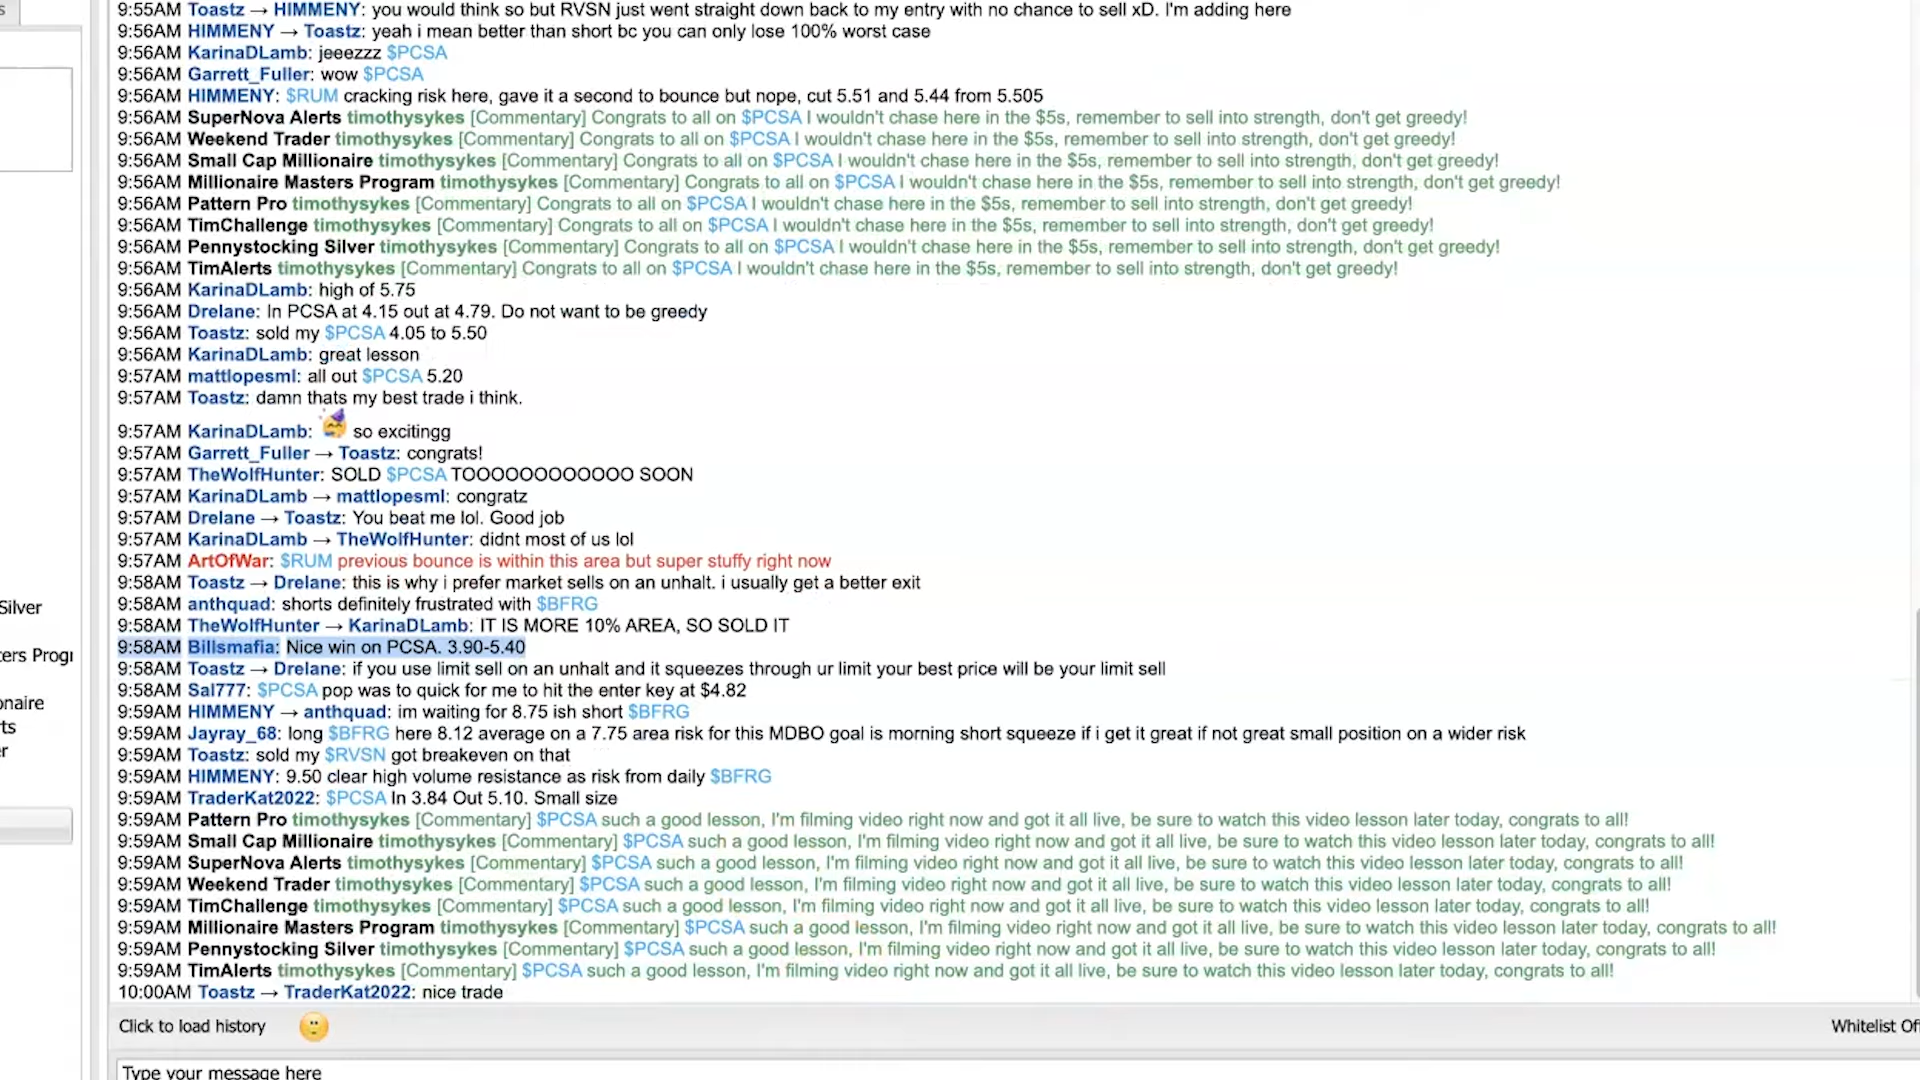 s
9:55AM Toastz → HIMMENY: you would think so but RVSN just went straight down back to my entry with no chance to sell xD. I'm adding here
9:56AM HIMMENY → Toastz: yeah i mean better than short bc you can only lose 100% worst case
9:56AM KarinaDLamb: jeeezzz $PCSA
9:56AM Garrett_Fuller: wow $PCSA
9:56AM HIMMENY: $RUM cracking risk here, gave it a second to bounce but nope, cut 5.51 and 5.44 from 5.505
9:56AM SuperNova Alerts timothysykes [Commentary] Congrats to all on $PCSA I wouldn't chase here in the $5s, remember to sell into strength, don't get greedy!
9:56AM Weekend Trader timothysykes [Commentary] Congrats to all on $PCSA I wouldn't chase here in the $5s, remember to sell into strength, don't get greedy!
9:56AM Small Cap Millionaire timothysykes [Commentary] Congrats to all on $PCSA I wouldn't chase here in the $5s, remember to sell into strength, don't get greedy!
9:56AM Millionaire Masters Program timothysykes [Commentary] Congrats to all on $PCSA I wouldn't chase here in the $5s, remember to sell into strength, don't get greedy!
9:56AM Pattern Pro timothysykes [Commentary] Congrats to all on $PCSA I wouldn't chase here in the $5s, remember to sell into strength, don't get greedy!
9:56AM TimChallenge timothysykes [Commentary] Congrats to all on $PCSA I wouldn't chase here in the $5s, remember to sell into strength, don't get greedy!
9:56AM Pennystocking Silver timothysykes [Commentary] Congrats to all on $PCSA I wouldn't chase here in the $5s, remember to sell into strength, don't get greedy!
9:56AM TimAlerts timothysykes [Commentary] Congrats to all on $PCSA I wouldn't chase here in the $5s, remember to sell into strength, don't get greedy!
9:56AM KarinaDLamb: high of 5.75
9:56AM Drelane: In PCSA at 4.15 out at 4.79. Do not want to be greedy
9:56AM Toastz: sold my $PCSA 4.05 to 5.50
9:56AM KarinaDLamb: great lesson
9:57AM mattlopesml: all out $PCSA 5.20
9:57AM Toastz: damn thats my best trade i think.
9:57AM KarinaDLamb: 🥳 so excitingg
9:57AM Garrett_Fuller → Toastz: congrats!
9:57AM TheWolfHunter: SOLD $PCSA TOOOOOOOOOOOO SOON
9:57AM KarinaDLamb → mattlopesml: congratz
9:57AM Drelane → Toastz: You beat me lol. Good job
9:57AM KarinaDLamb → TheWolfHunter: didnt most of us lol
9:57AM ArtOfWar: $RUM previous bounce is within this area but super stuffy right now
9:58AM Toastz → Drelane: this is why i prefer market sells on an unhalt. i usually get a better exit
9:58AM anthquad: shorts definitely frustrated with $BFRG
9:58AM TheWolfHunter → KarinaDLamb: IT IS MORE 10% AREA, SO SOLD IT
9:58AM Billsmafia: Nice win on PCSA. 3.90-5.40
9:58AM Toastz → Drelane: if you use limit sell on an unhalt and it squeezes through ur limit your best price will be your limit sell
9:58AM Sal777: $PCSA pop was to quick for me to hit the enter key at $4.82
9:59AM HIMMENY → anthquad: im waiting for 8.75 ish short $BFRG
9:59AM Jayray_68: long $BFRG here 8.12 average on a 7.75 area risk for this MDBO goal is morning short squeeze if i get it great if not great small position on a wider risk
9:59AM Toastz: sold my $RVSN got breakeven on that
9:59AM HIMMENY: 9.50 clear high volume resistance as risk from daily $BFRG
9:59AM TraderKat2022: $PCSA In 3.84 Out 5.10. Small size
9:59AM Pattern Pro timothysykes [Commentary] $PCSA such a good lesson, I'm filming video right now and got it all live, be sure to watch this video lesson later today, congrats to all!
9:59AM Small Cap Millionaire timothysykes [Commentary] $PCSA such a good lesson, I'm filming video right now and got it all live, be sure to watch this video lesson later today, congrats to all!
9:59AM SuperNova Alerts timothysykes [Commentary] $PCSA such a good lesson, I'm filming video right now and got it all live, be sure to watch this video lesson later today, congrats to all!
9:59AM Weekend Trader timothysykes [Commentary] $PCSA such a good lesson, I'm filming video right now and got it all live, be sure to watch this video lesson later today, congrats to all!
9:59AM TimChallenge timothysykes [Commentary] $PCSA such a good lesson, I'm filming video right now and got it all live, be sure to watch this video lesson later today, congrats to all!
9:59AM Millionaire Masters Program timothysykes [Commentary] $PCSA such a good lesson, I'm filming video right now and got it all live, be sure to watch this video lesson later today, congrats to all!
9:59AM Pennystocking Silver timothysykes [Commentary] $PCSA such a good lesson, I'm filming video right now and got it all live, be sure to watch this video lesson later today, congrats to all!
9:59AM TimAlerts timothysykes [Commentary] $PCSA such a good lesson, I'm filming video right now and got it all live, be sure to watch this video lesson later today, congrats to all!
10:00AM Toastz → TraderKat2022: nice trade
Silver
ters Progr
onaire
ts
r
Click to load history
Whitelist Of
Type your message here